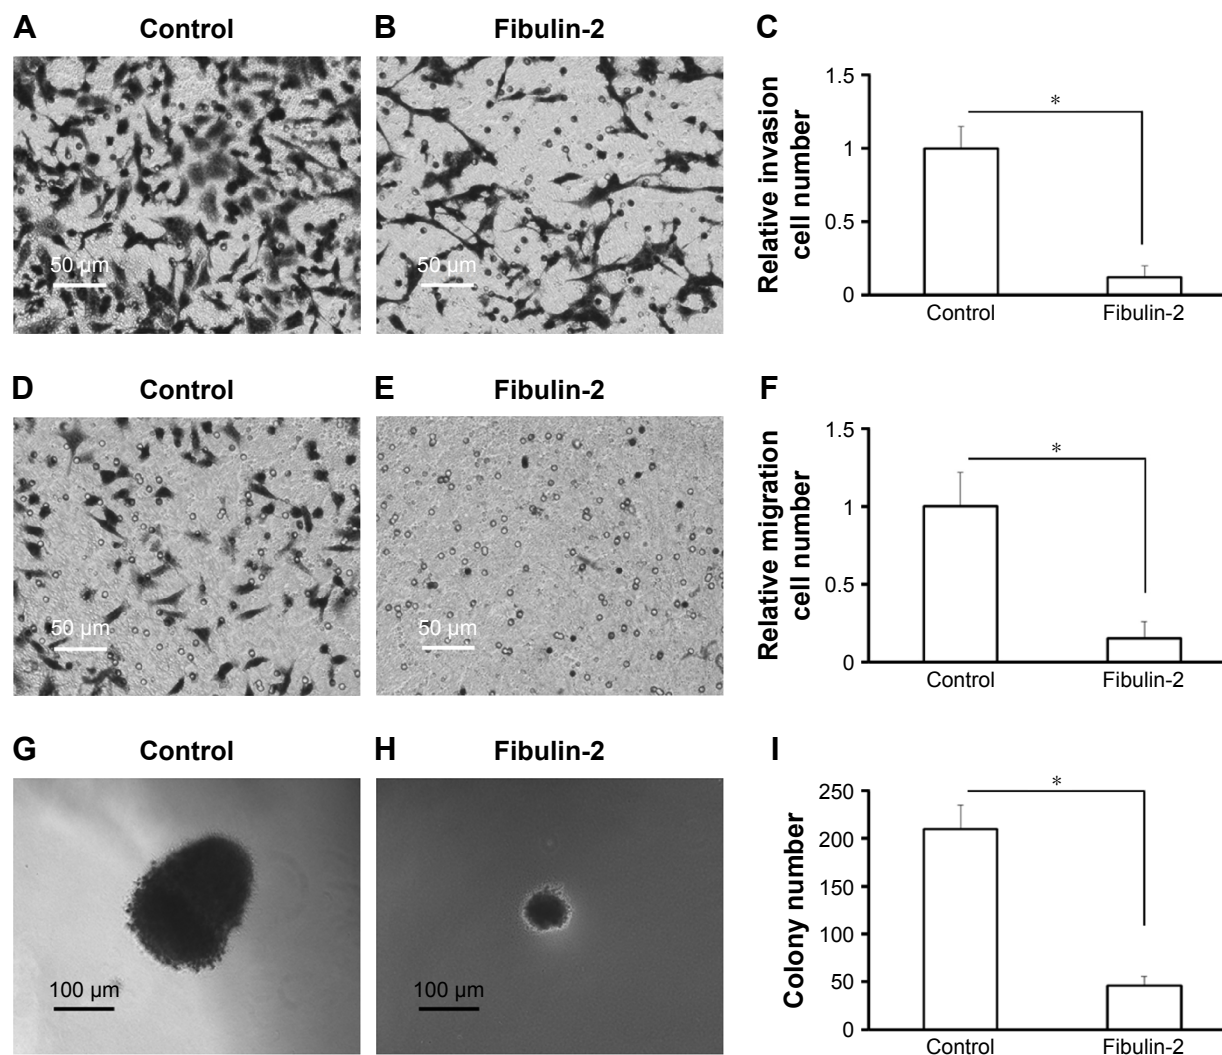 A Control B Fibulin-2 C
Relative invasion
cell number
1.5
1
0.5
0
*
Control Fibulin-2
50 µm
50 µm
D Control E Fibulin-2 F
Relative migration
cell number
1.5
1
0.5
0
*
Control Fibulin-2
50 µm
50 µm
G Control H Fibulin-2 I
Colony number
250
200
150
100
50
0
*
Control Fibulin-2
100 µm
100 µm